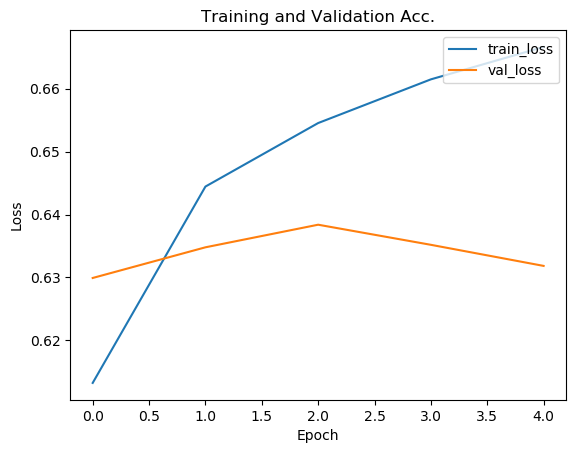 Training and Validation Acc.
train_loss
val_loss
0.66
0.65
0.64
0.63
0.62
Loss
0.0 0.5 1.0 1.5 2.0 2.5 3.0 3.5 4.0
Epoch